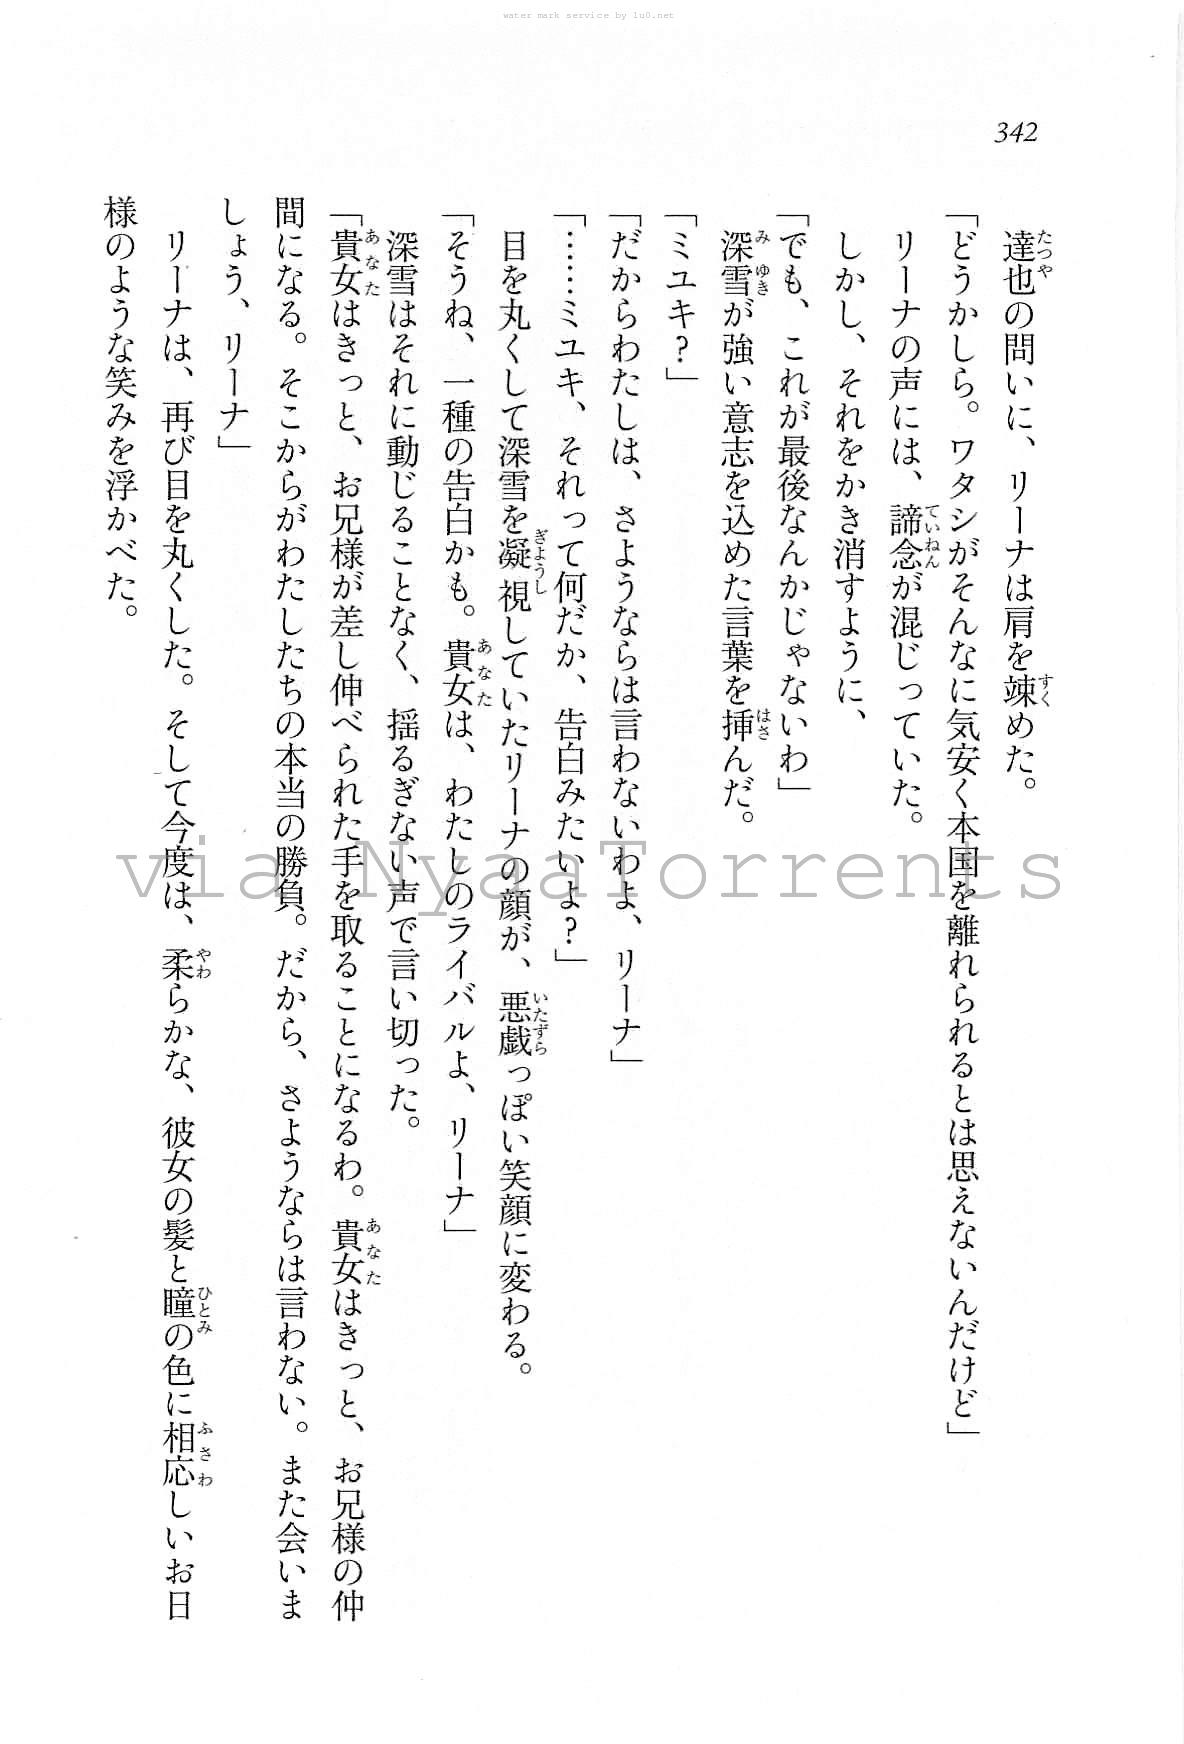 water mark service by lu0.net
342
達也の問いに、リーナは肩を竦めた。
「どうかしら。ワタシがそんなに気安く本国を離れられるとは思えないんだけど」
リーナの声には、諦念が混じっていた。
しかし、それをかき消すように、
「でも、これが最後なんかじゃないわ」
深雪が強い意志を込めた言葉を挿んだ。
「ミユキ?」
「だからわたしは、さようならは言わないわよ、リーナ」
「……ミユキ、それって何だか、告白みたいよ?」
目を丸くして深雪を凝視していたリーナの顔が、悪戯っぽい笑顔に変わる。
「そうね、一種の告白かも。貴女は、わたしのライバルよ、リーナ」
深雪はそれに動じることなく、揺るぎない声で言い切った。
「貴女はきっと、お兄様が差し伸べられた手を取ることになるわ。貴女はきっと、お兄様の仲
間になる。そこからがわたしたちの本当の勝負。だから、さようならは言わない。また会いま
しょう、リーナ」
リーナは、再び目を丸くした。そして今度は、柔らかな、彼女の髪と瞳の色に相応しいお日
様のような笑みを浮かべた。
via NyaaTorrents